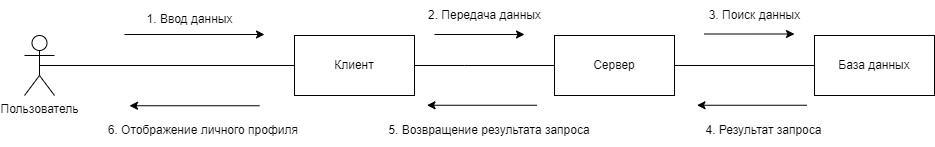 1. Ввод данных
2. Передача данных
3. Поиск данных
Клиент
Сервер
База данных
Пользователь
6. Отображение личного профиля
5. Возвращение результата запроса
4. Результат запроса